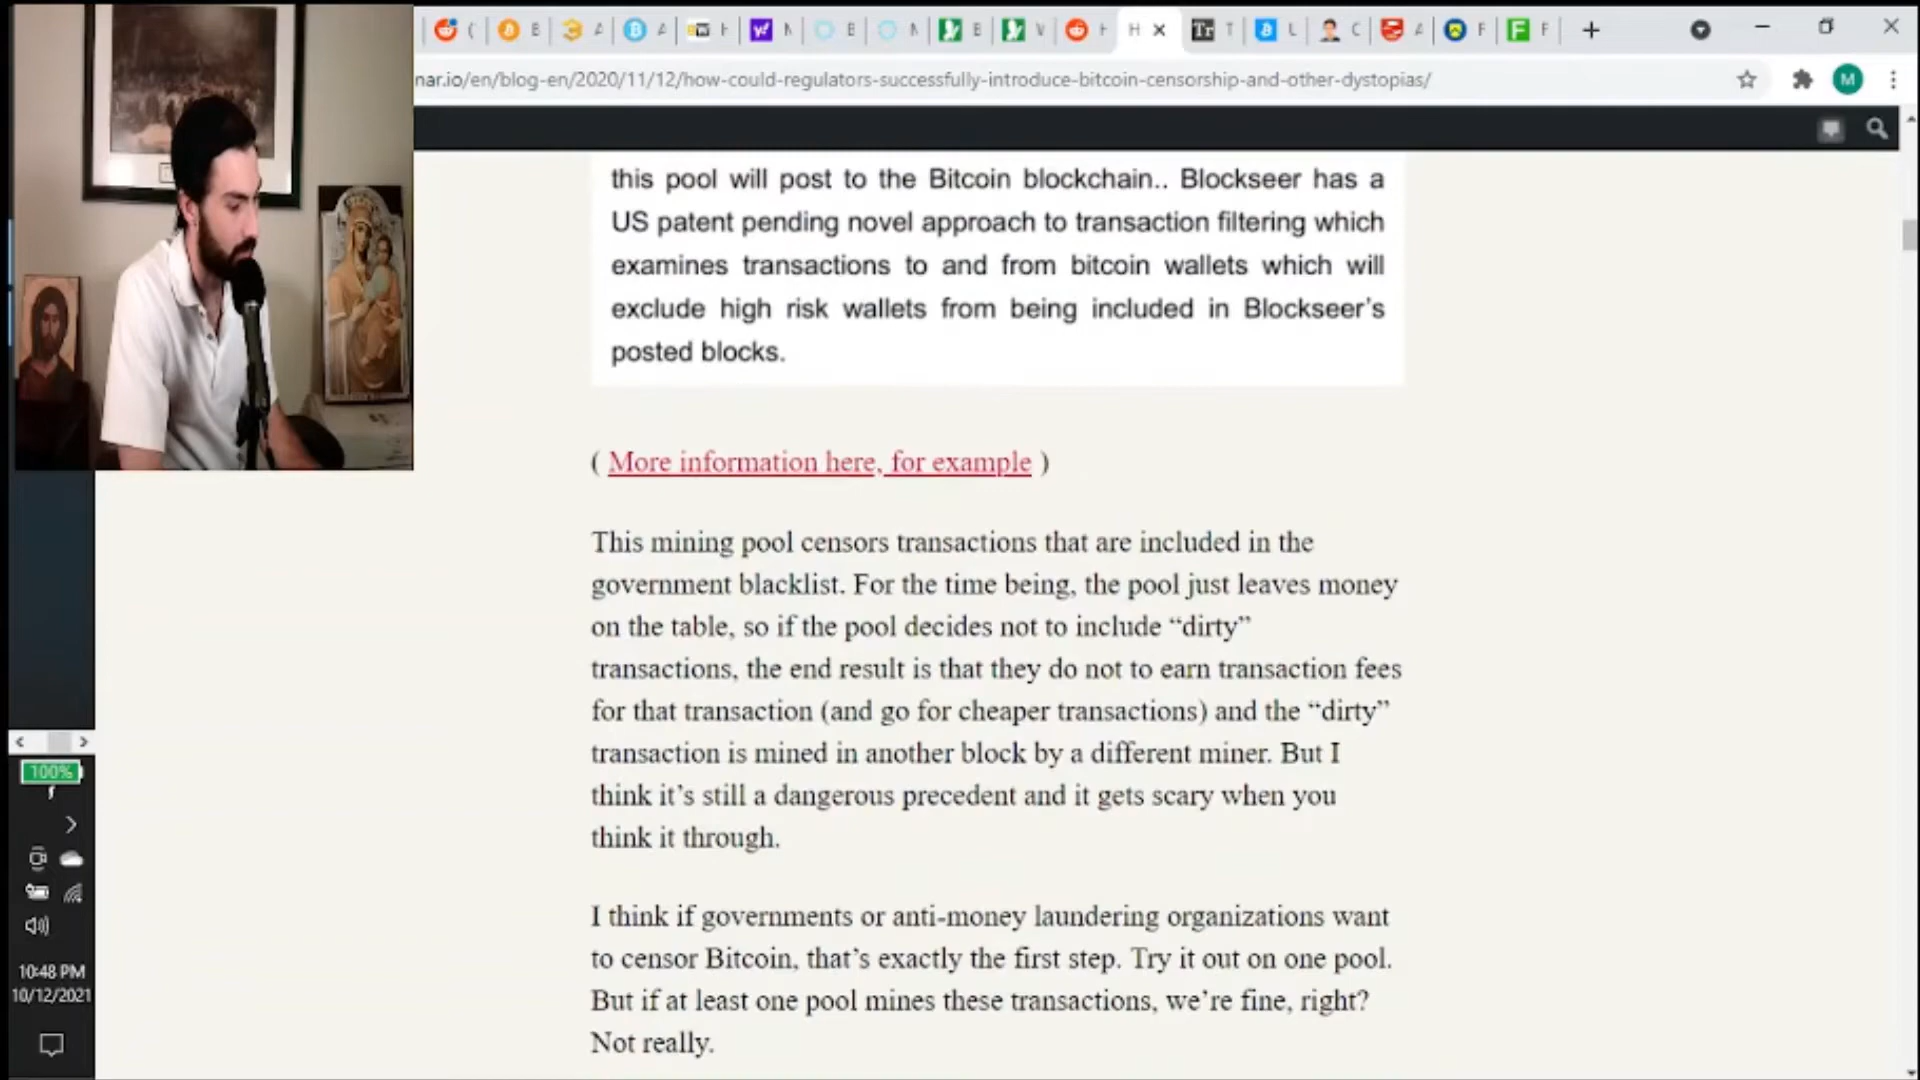 nar.io/en/blog-en/2020/11/12/how-could-regulators-successfully-introduce-bitcoin-censorship-and-other-dystopias/
M
this pool will post to the Bitcoin blockchain.. Blockseer has a
US patent pending novel approach to transaction filtering which
examines transactions to and from bitcoin wallets which will
exclude high risk wallets from being included in Blockseer’s
posted blocks.
( More information here, for example )
This mining pool censors transactions that are included in the
government blacklist. For the time being, the pool just leaves money
on the table, so if the pool decides not to include “dirty”
transactions, the end result is that they do not to earn transaction fees
for that transaction (and go for cheaper transactions) and the “dirty”
transaction is mined in another block by a different miner. But I
think it’s still a dangerous precedent and it gets scary when you
think it through.
I think if governments or anti-money laundering organizations want
to censor Bitcoin, that’s exactly the first step. Try it out on one pool.
But if at least one pool mines these transactions, we’re fine, right?
Not really.
100%
10:48 PM
10/12/2021